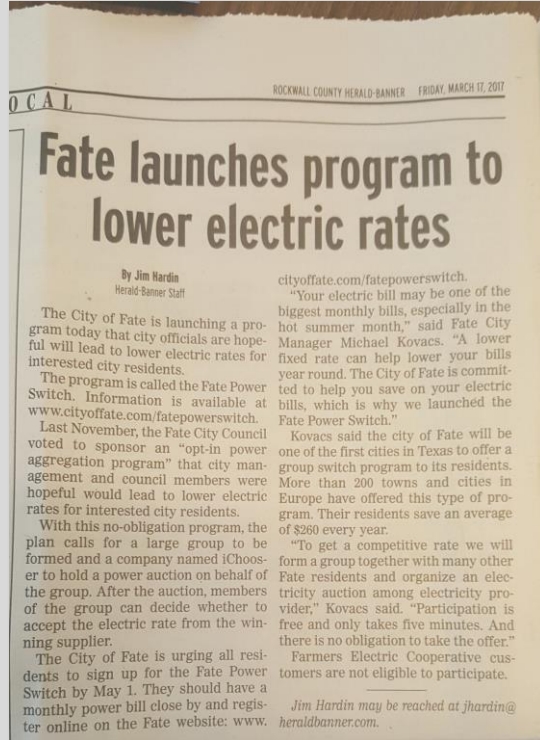 OCAL
ROCKWALL COUNTY HERALD-BANNER FRIDAY, MARCH 17, 2017
Fate launches program to
lower electric rates
By Jim Hardin
Herald-Banner Staff
The City of Fate is launching a pro-
gram today that city officials are hope-
ful will lead to lower electric rates for
interested city residents.
The program is called the Fate Power
Switch. Information is available at
www.cityoffate.com/fatepowerswitch.
Last November, the Fate City Council
voted to sponsor an “opt-in power
aggregation program” that city man-
agement and council members were
hopeful would lead to lower electric
rates for interested city residents.
With this no-obligation program, the
plan calls for a large group to be
formed and a company named iChoos-
er to hold a power auction on behalf of
the group. After the auction, members
of the group can decide whether to
accept the electric rate from the win-
ning supplier.
The City of Fate is urging all resi-
dents to sign up for the Fate Power
Switch by May 1. They should have a
monthly power bill close by and regis-
ter online on the Fate website: www.
cityoffate.com/fatepowerswitch.
“Your electric bill may be one of the
biggest monthly bills, especially in the
hot summer month,” said Fate City
Manager Michael Kovacs. “A lower
fixed rate can help lower your bills
year round. The City of Fate is commit-
ted to help you save on your electric
bills, which is why we launched the
Fate Power Switch.”
Kovacs said the city of Fate will be
one of the first cities in Texas to offer a
group switch program to its residents.
More than 200 towns and cities in
Europe have offered this type of pro-
gram. Their residents save an average
of $260 every year.
“To get a competitive rate we will
form a group together with many other
Fate residents and organize an elec-
tricity auction among electricity pro-
vider,” Kovacs said. “Participation is
free and only takes five minutes. And
there is no obligation to take the offer.”
Farmers Electric Cooperative cus-
tomers are not eligible to participate.
Jim Hardin may be reached at jhardin@
heraldbanner.com.